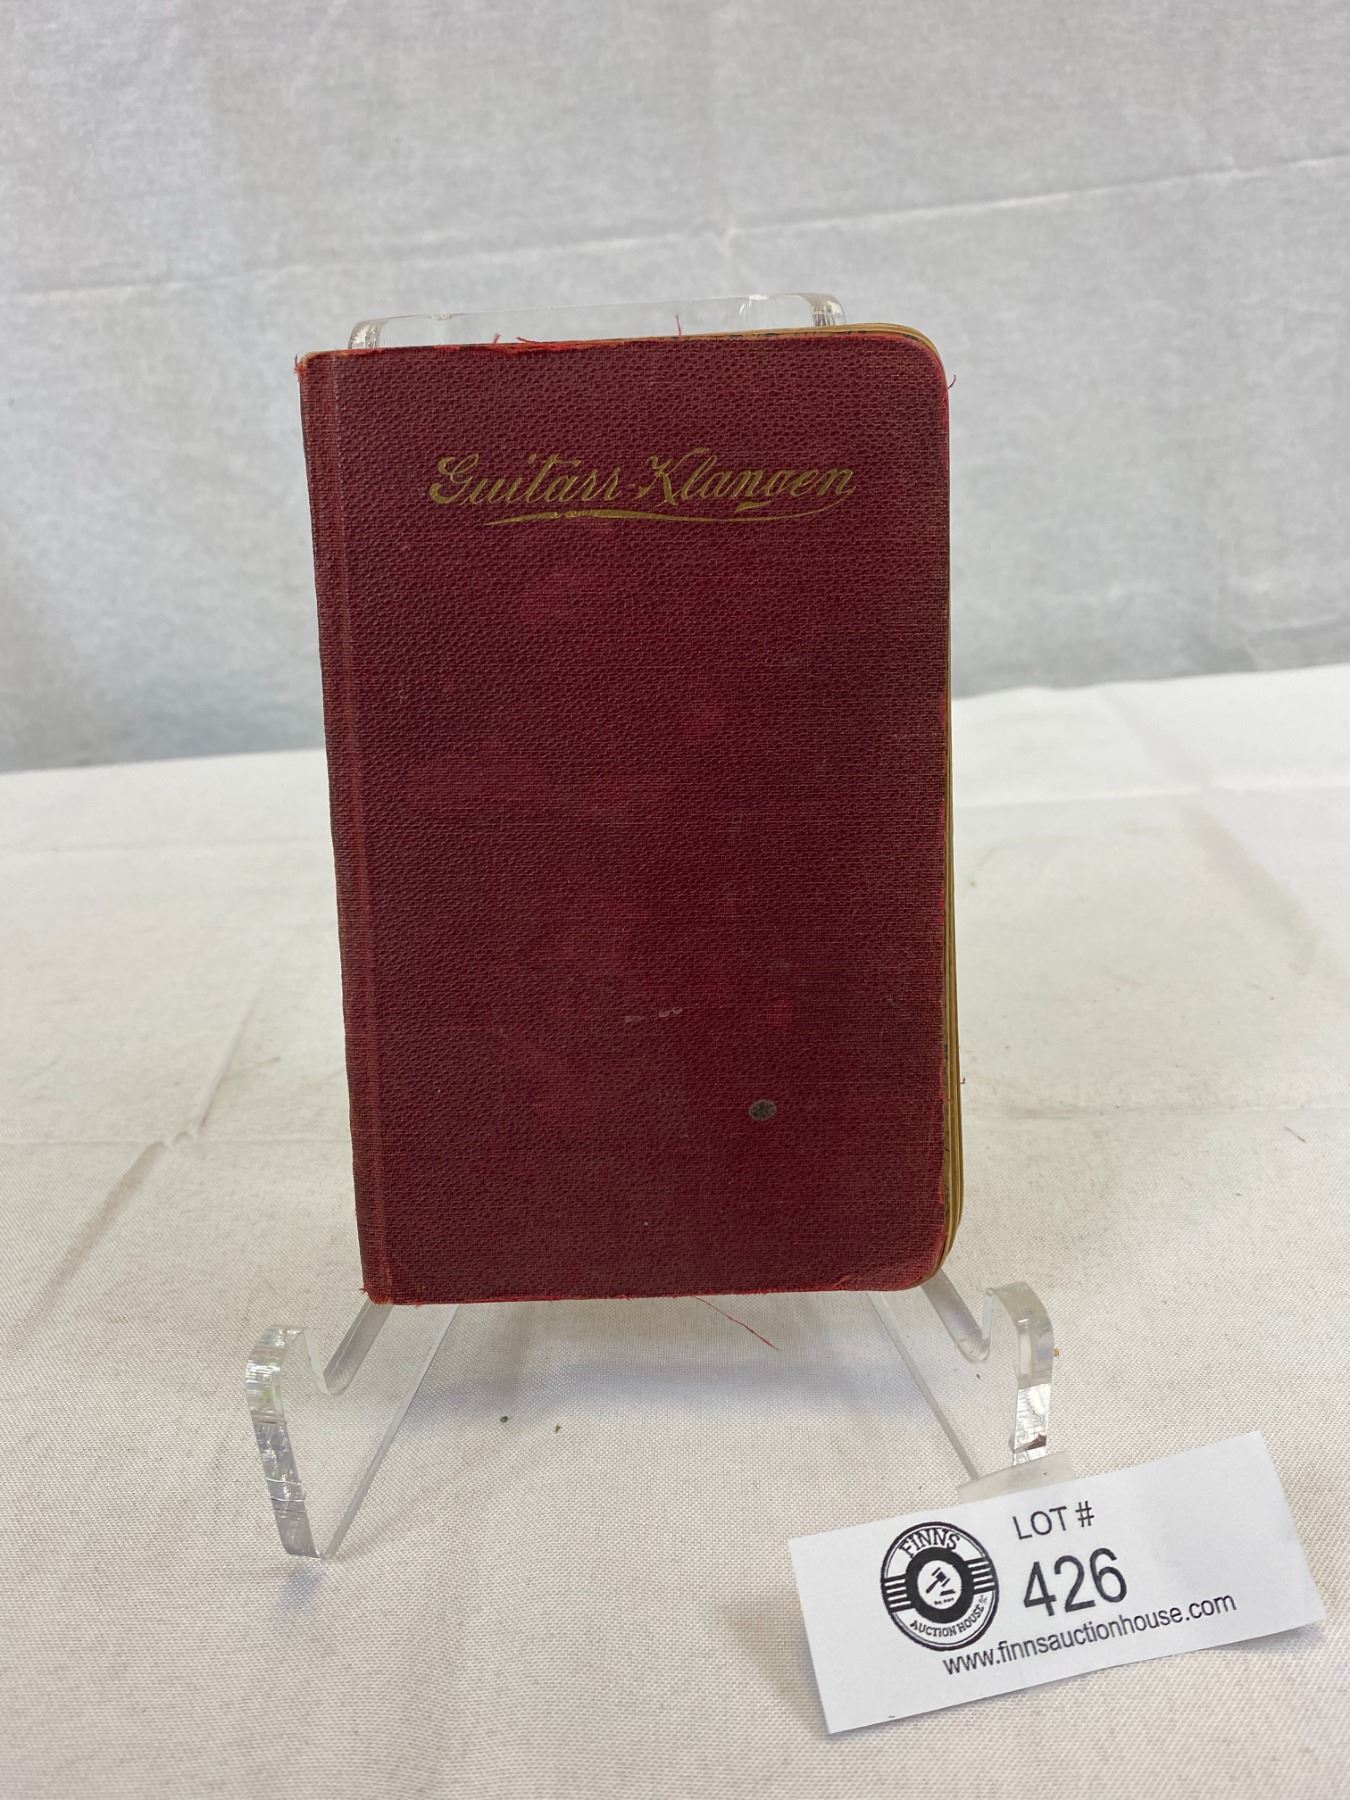 Guitarr-Klangen
LOT #
426
FINNS
AUCTION HOUSE
www.finnsauctionhouse.com